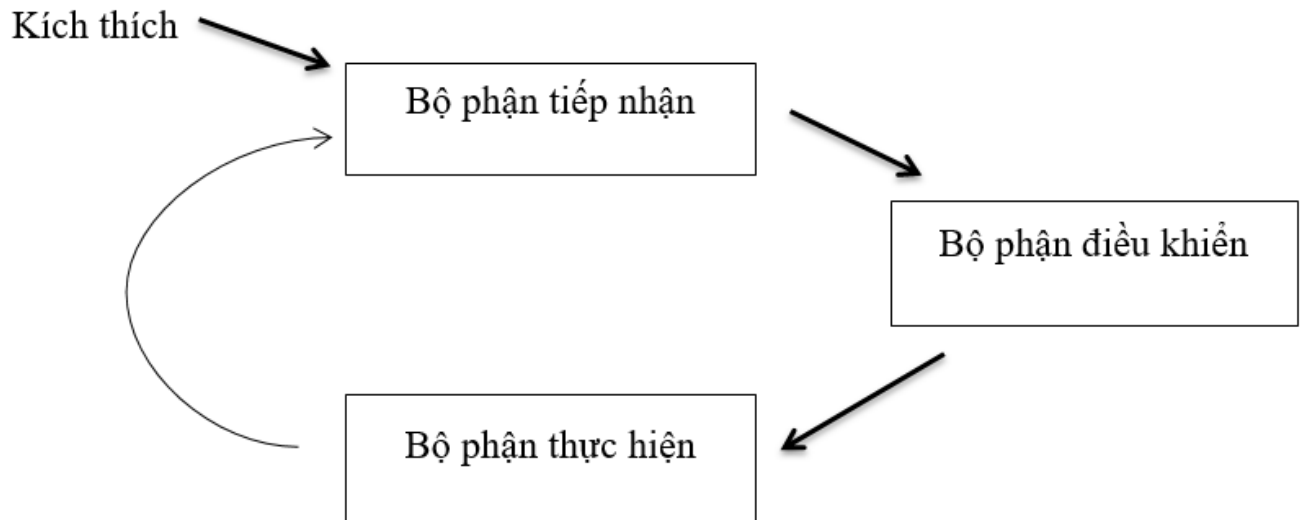 Kích thích
Bộ phận tiếp nhận
Bộ phận điều khiển
Bộ phận thực hiện